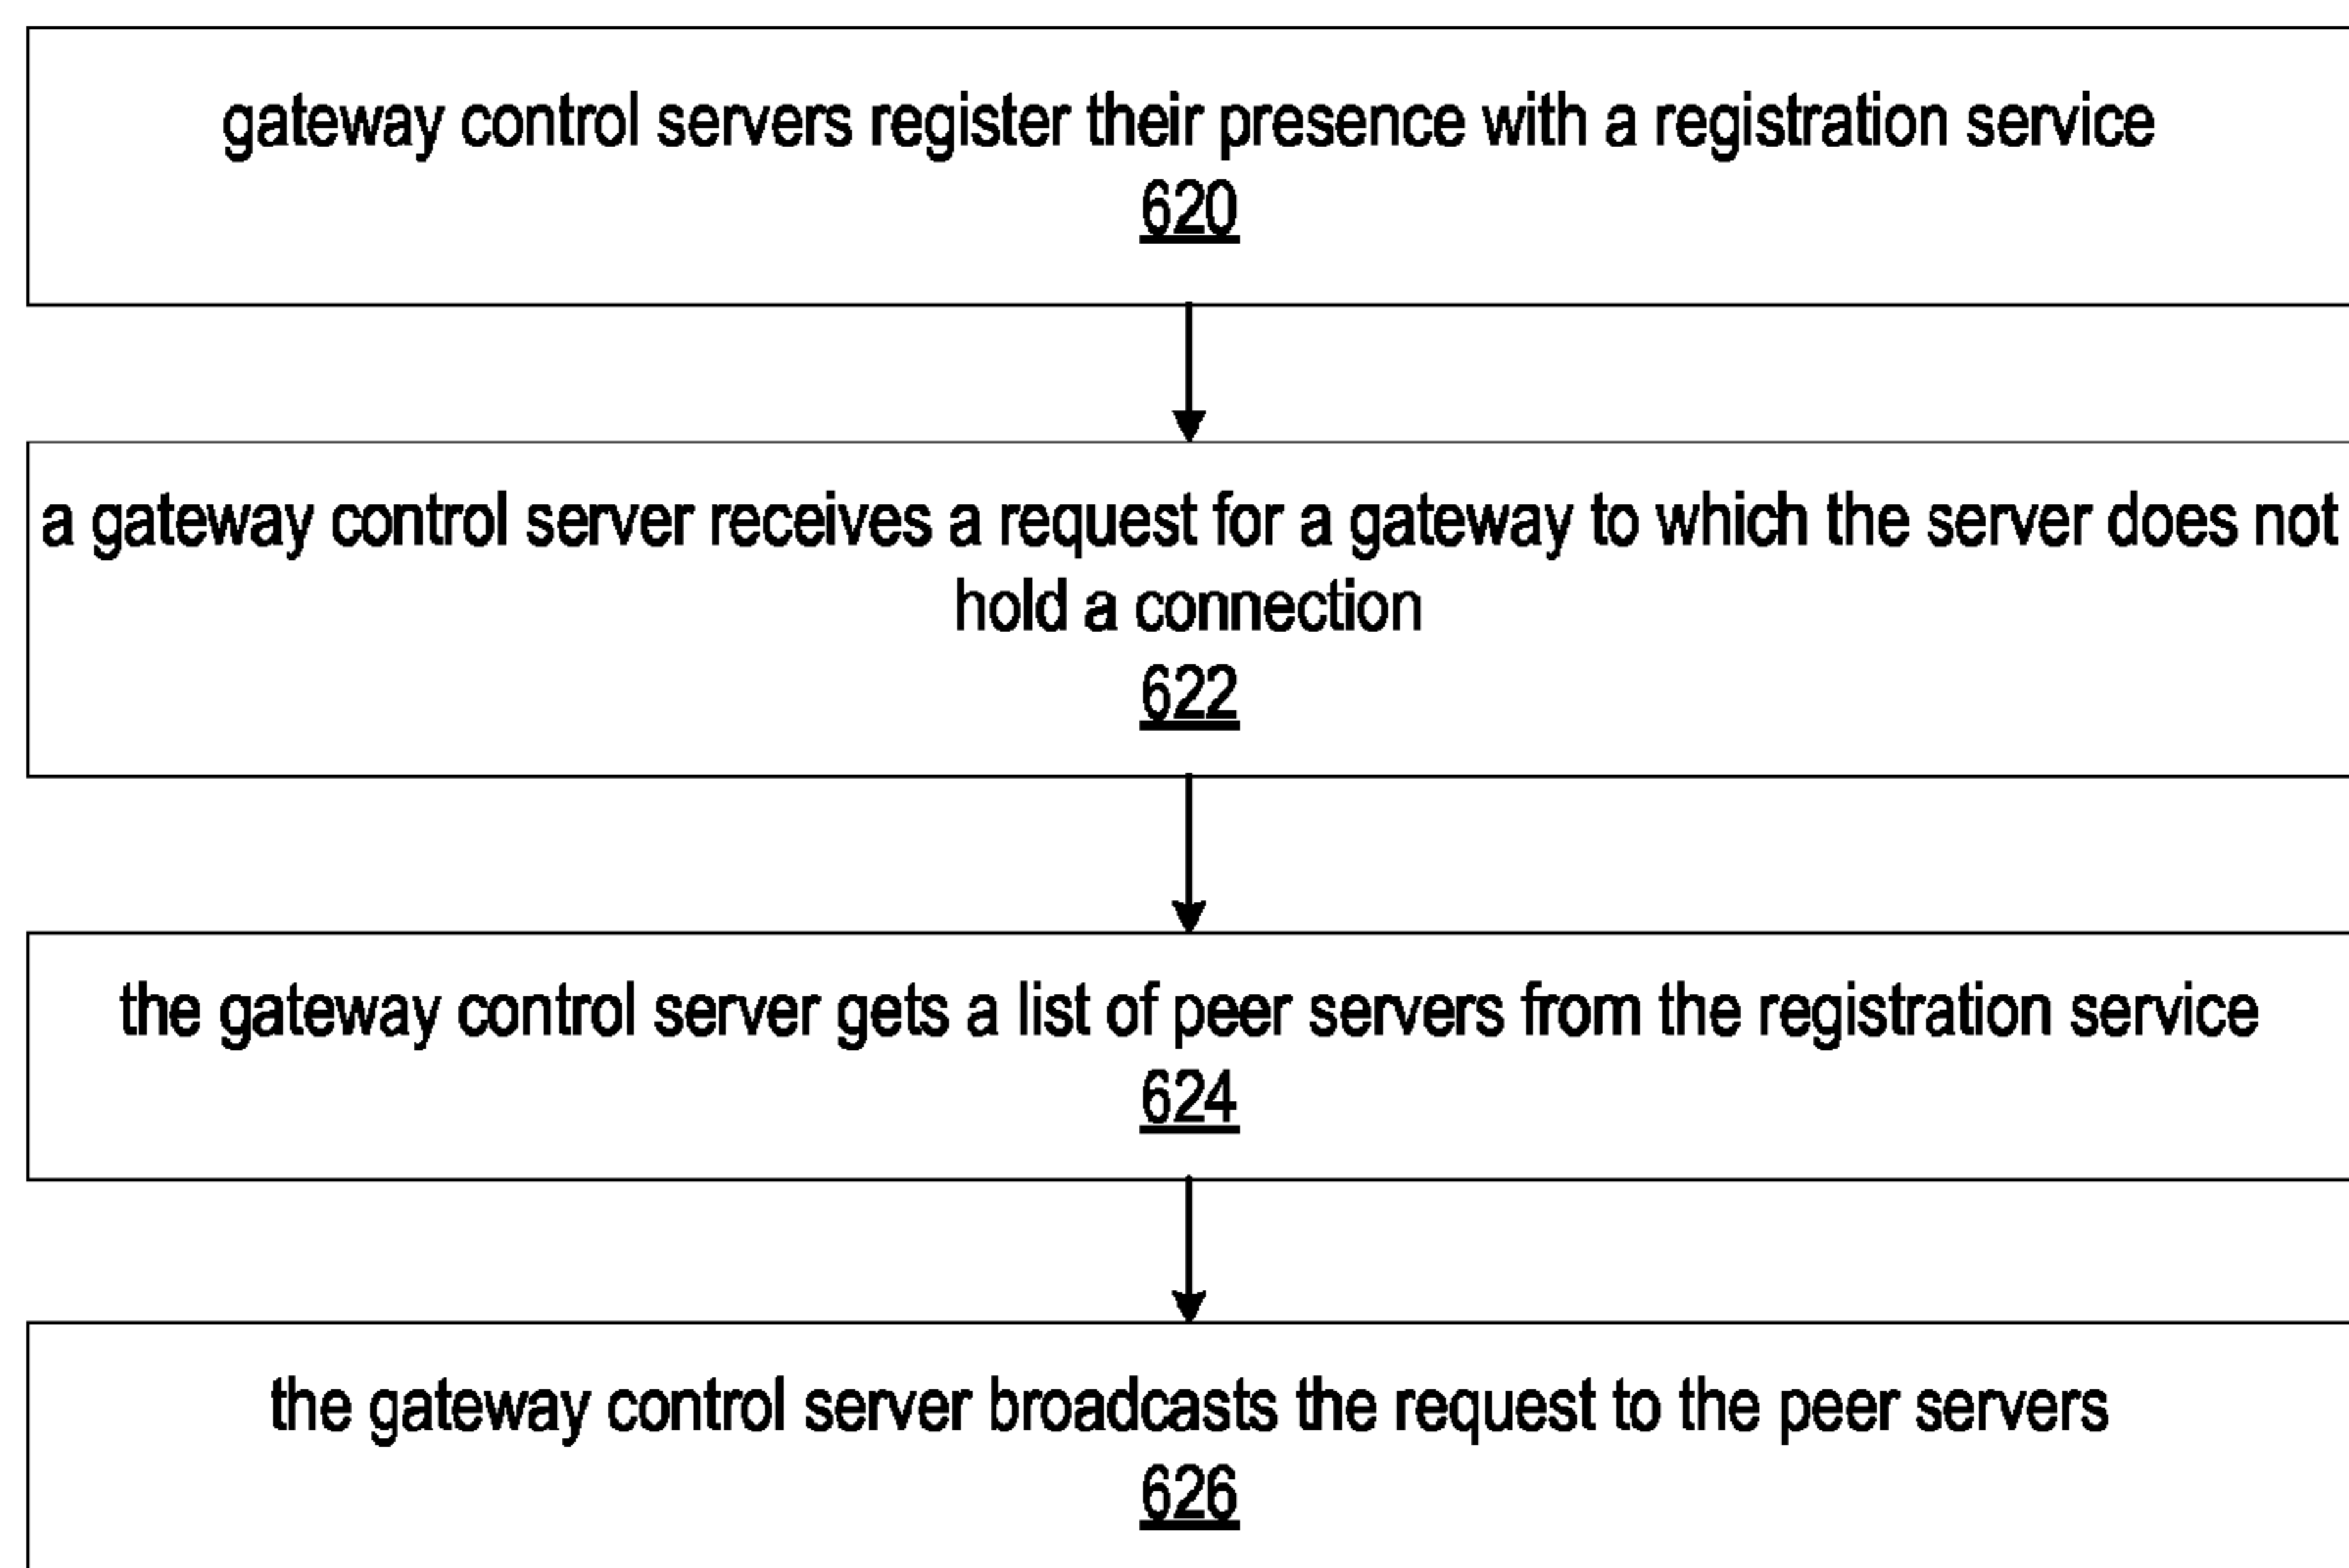 gateway control servers register their presence with a registration service
620
a gateway control server receives a request for a gateway to which the server does not
hold a connection
622
the gateway control server gets a list of peer servers from the registration service
624
the gateway control server broadcasts the request to the peer servers
626